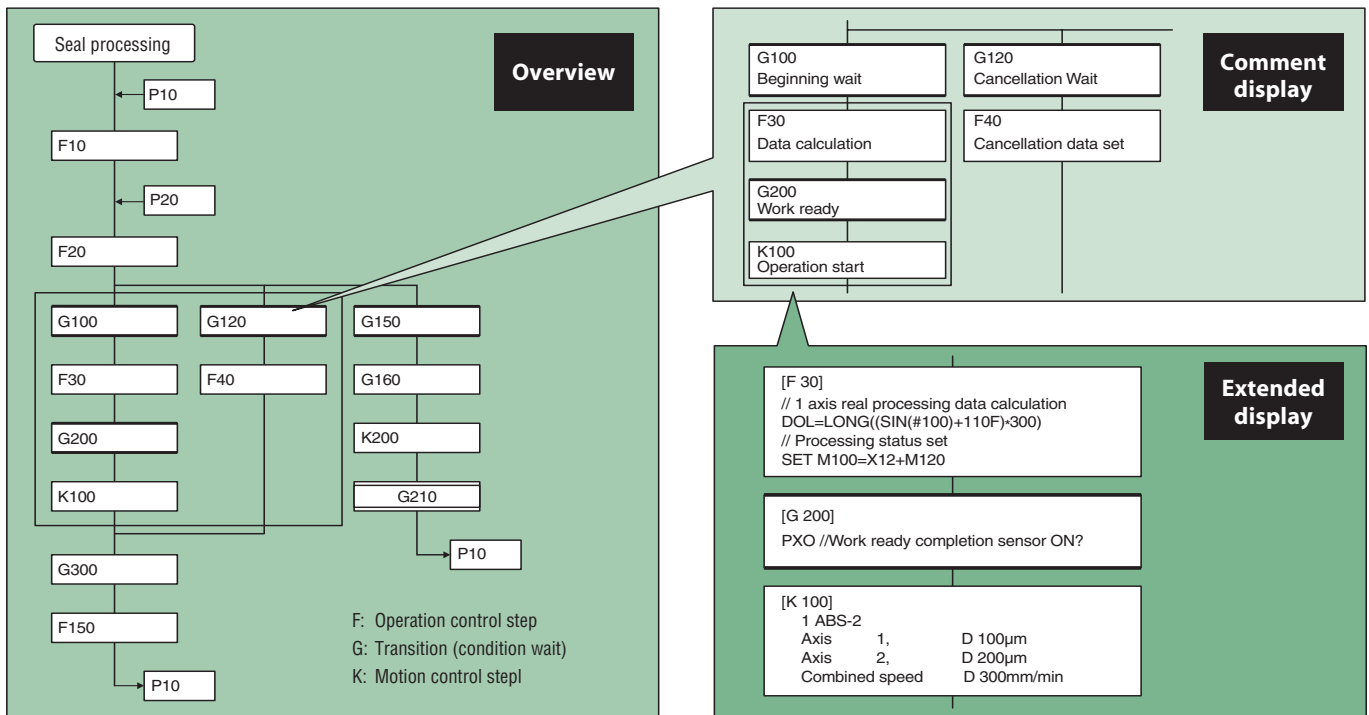 Seal processing
Overview
P10
F10
P20
F20
G100
G120
G150
F30
F40
G160
G200
K200
K100
G210
P10
G300
F150
P10
F: Operation control step
G: Transition (condition wait)
K: Motion control stepl
Comment
display
G100
Beginning wait
G120
Cancellation Wait
F30
Data calculation
F40
Cancellation data set
G200
Work ready
K100
Operation start
Extended
display
[F 30]
// 1 axis real processing data calculation
DOL=LONG((SIN(#100)+110F)*300)
// Processing status set
SET M100=X12+M120
[G 200]
PXO //Work ready completion sensor ON?
[K 100]
1 ABS-2
Axis 1, D 100µm
Axis 2, D 200µm
Combined speed D 300mm/min